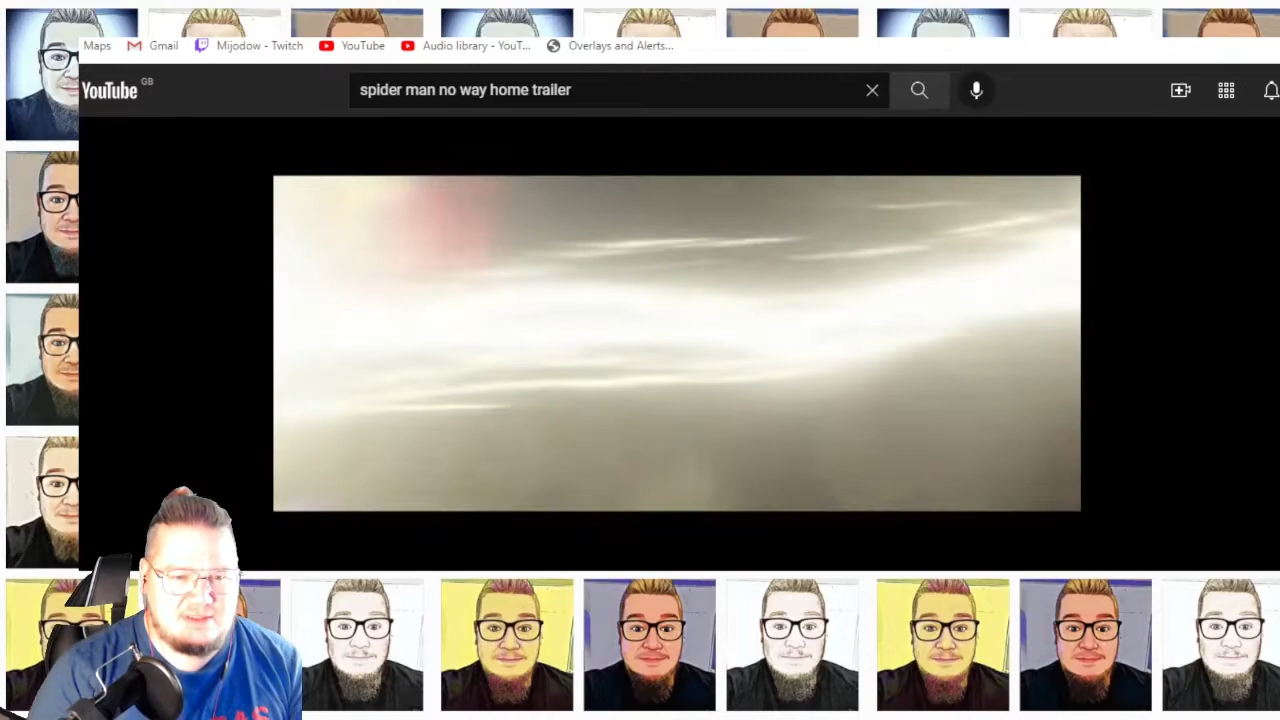 Maps Gmail Mijodow - Twitch YouTube Audio library - YouT... Overlays and Alerts...
YouTube GB spider man no way home trailer